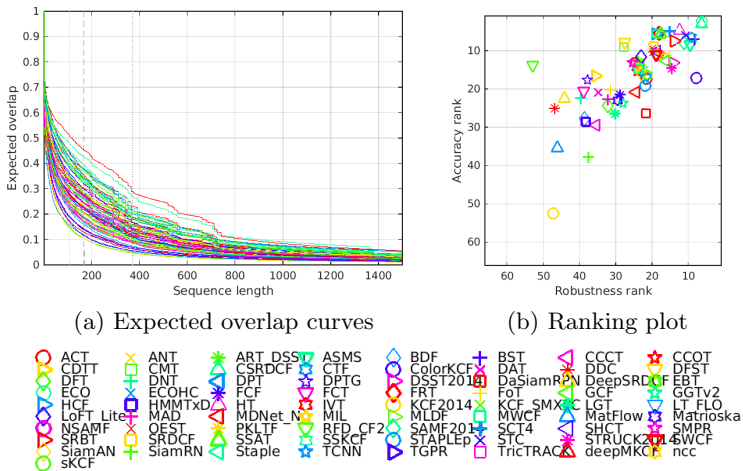 1
0.9
0.8
0.7
0.6
0.5
0.4
0.3
0.2
0.1
0
Expected overlap
200 400 600 800 1000 1200 1400
Sequence length
10
20
30
40
50
60
Accuracy rank
60 50 40 30 20 10
Robustness rank
(a) Expected overlap curves (b) Ranking plot
ACT ANT ART_DSST ASMS BDF BST CCCT CCOT
CDTT CMT CSRDCF CTF ColorKCF DAT DDC DFST
DFT DNT DPT DPTG DSST2014 DaSiamRPN DeepSRDCF EBT
ECO ECOHC FCF FCT FRT FoT GCF GGTv2
HCF HMMTxD HT IVT KCF2014 KCF_SMXPC LGT LT_FLO
LoFT_Lite MAD MDNet_N MIL MLDF MWCF MatFlow Matrioska
NSAMF OEST PKLTF RFD_CF2 SAMF2014 SCT4 SHCT SMPR
SRBT SRDCF SSAT SSKCF STAPLEp STC STRUCK2014 SWCF
SiamAN SiamRN Staple TCNN TGPR TricTRACK deepMKCF ncc
sKCF